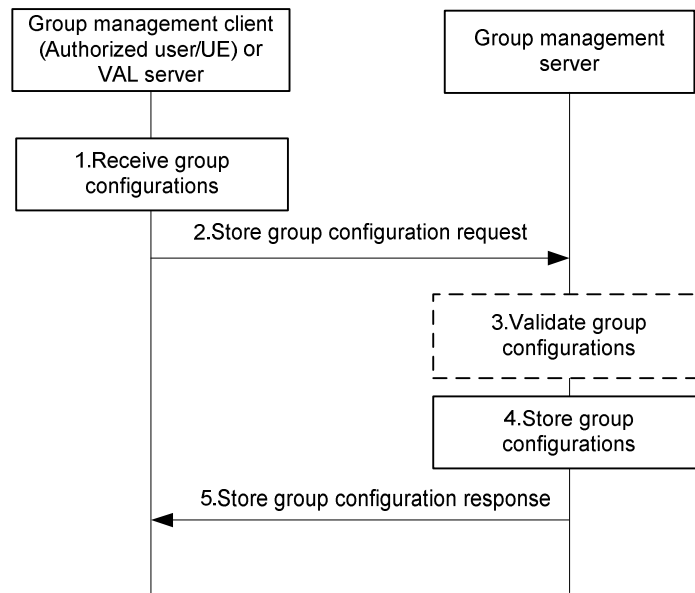 Group management client
(Authorized user/UE) or
VAL server
Group management
server
1.Receive group
configurations
2.Store group configuration request
3.Validate group
configurations
4.Store group
configurations
5.Store group configuration response